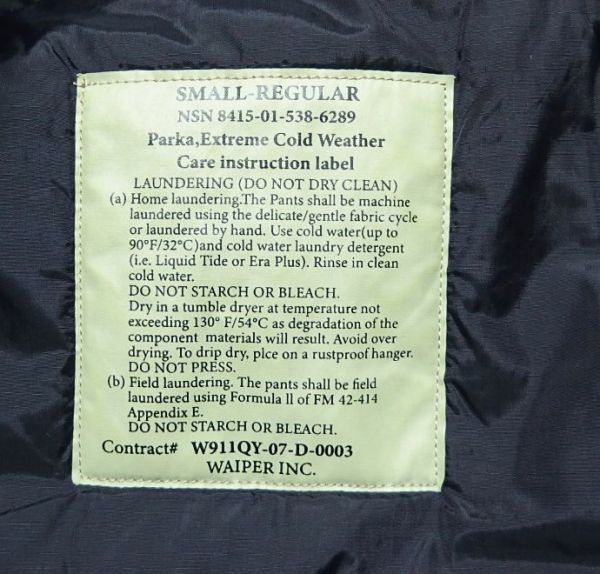 SMALL-REGULAR
NSN 8415-01-538-6289
Parka,Extreme Cold Weather
Care instruction label
LAUNDERING (DO NOT DRY CLEAN)
(a) Home laundering.The Pants shall be machine
laundered using the delicate/gentle fabric cycle
or laundered by hand. Use cold water(up to
90°F/32°C)and cold water laundry detergent
(i.e. Liquid Tide or Era Plus). Rinse in clean
cold water.
DO NOT STARCH OR BLEACH.
Dry in a tumble dryer at temperature not
exceeding 130° F/54°C as degradation of the
component materials will result. Avoid over
drying. To drip dry, plce on a rustproof hanger.
DO NOT PRESS.
(b) Field laundering. The pants shall be field
laundered using Formula ll of FM 42-414
Appendix E.
DO NOT STARCH OR BLEACH.
Contract# W911QY-07-D-0003
WAIPER INC.